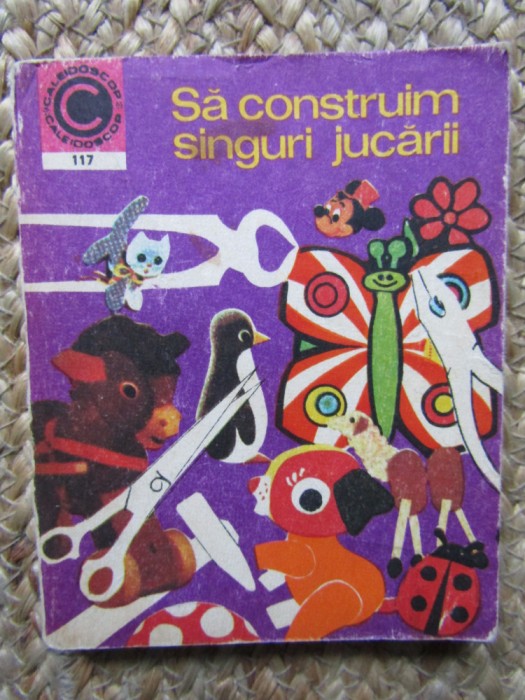 CALEIDOSCOP
C
CALEIDOSCOP
117
Să construim
singuri jucării